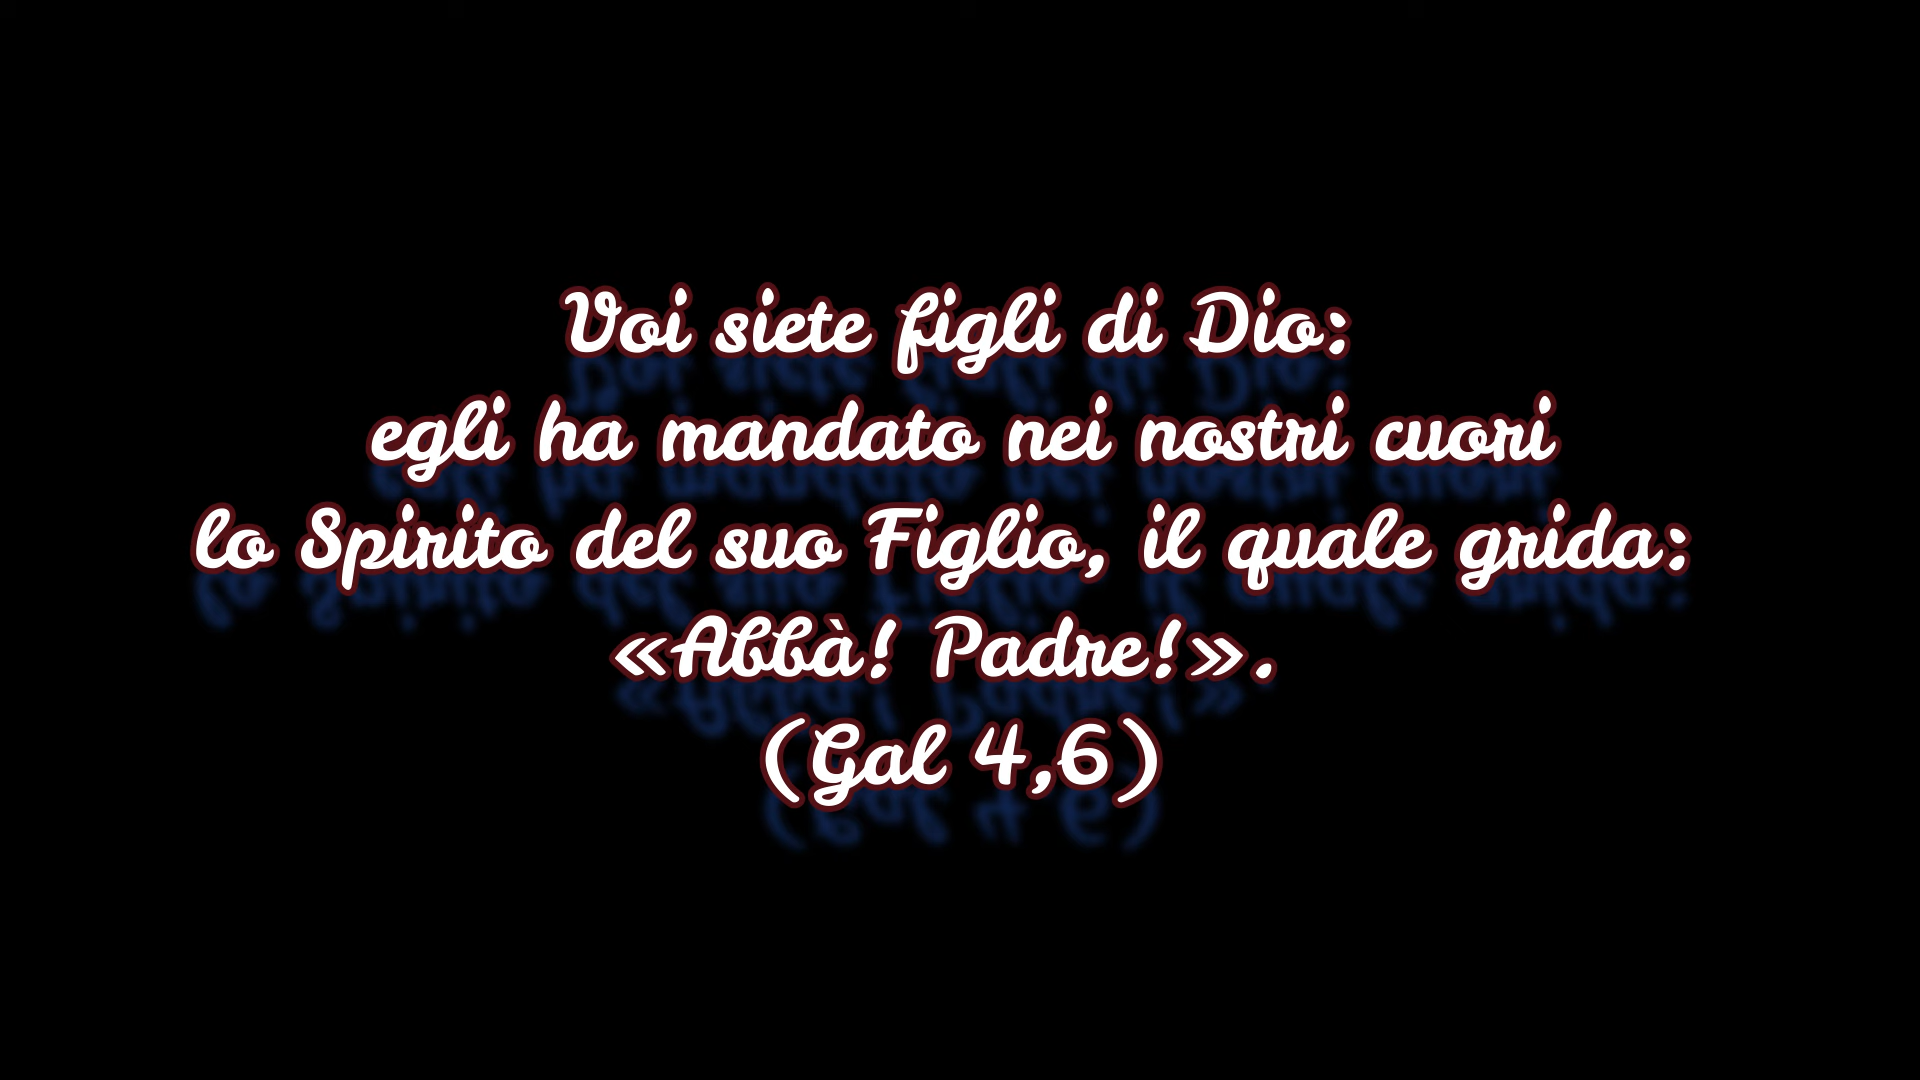 Voi siete figli di Dio:
egli ha mandato nei nostri cuori
lo Spirito del suo Figlio, il quale grida:
«Abbà! Padre!».
(Gal 4,6)